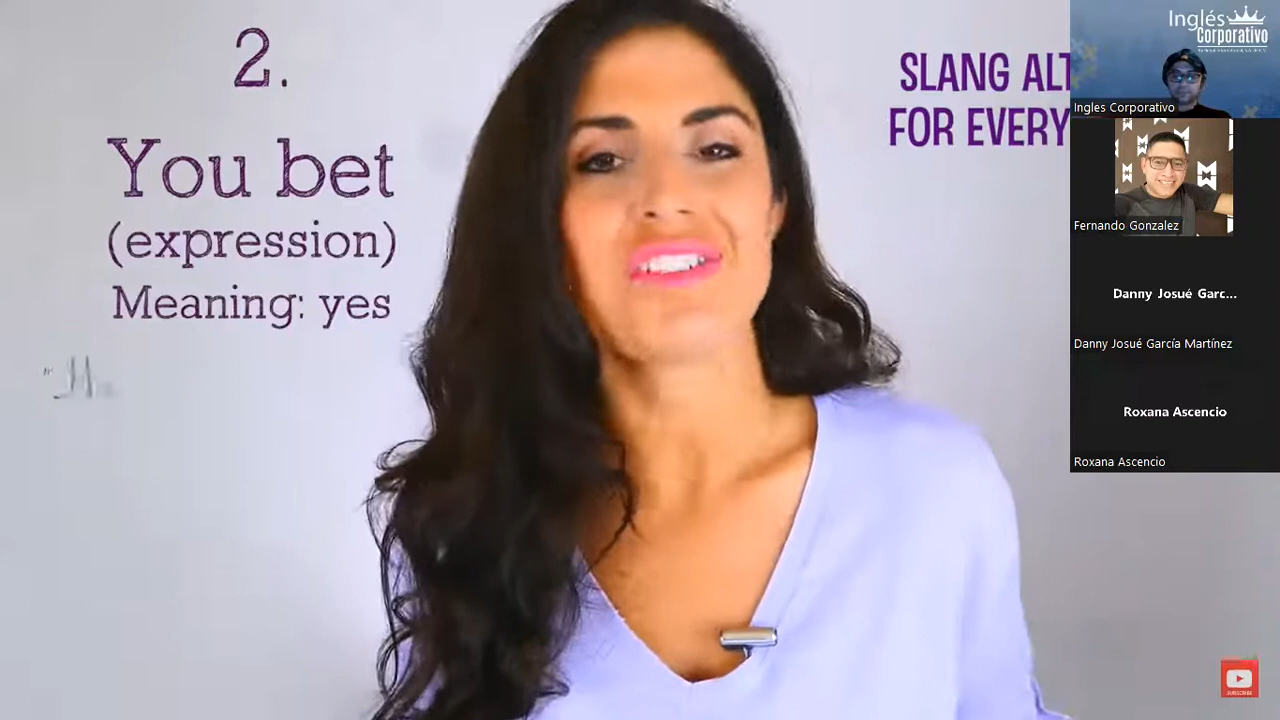 2.
You bet
(expression)
Meaning: yes
SLANG ALT
FOR EVERY
Inglés
Corporativo
Ingles Corporativo
Fernando Gonzalez
Danny Josué Garc...
Danny Josué García Martínez
Roxana Ascencio
Roxana Ascencio
SUBSCRIBE